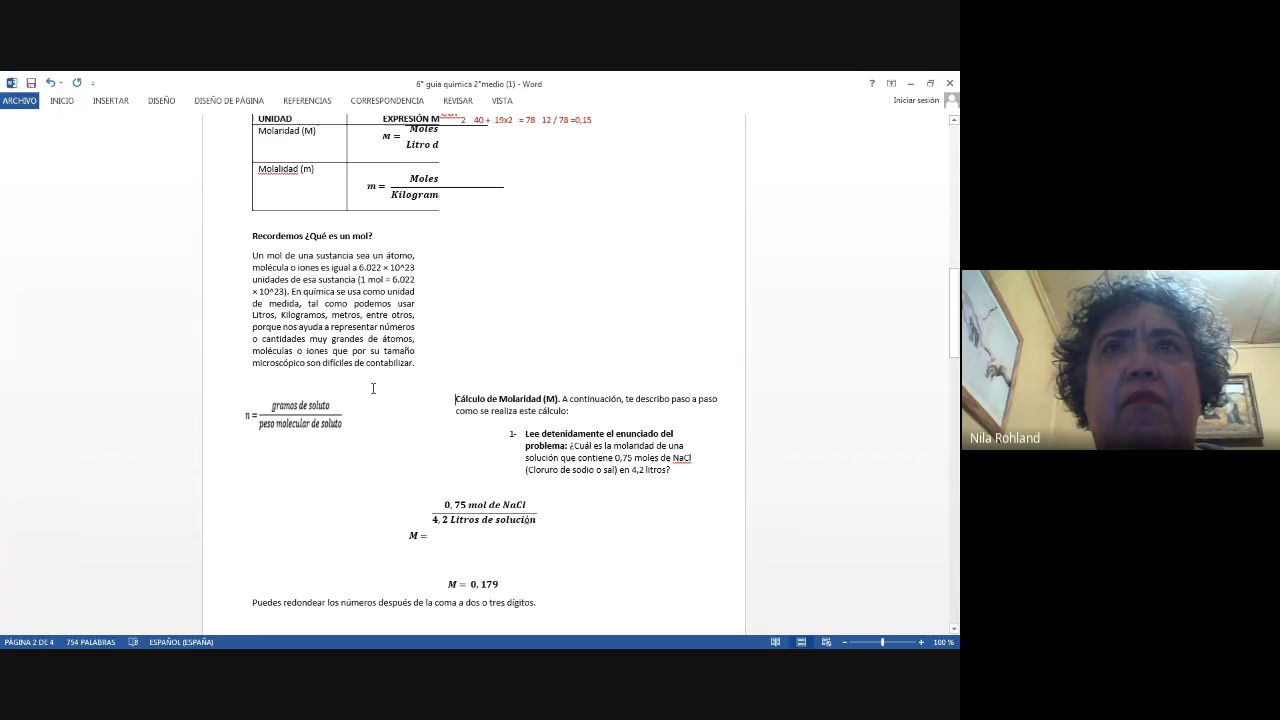 6° guia quimica 2°medio (1) - Word
ARCHIVO INICIO INSERTAR DISEÑO DISEÑO DE PÁGINA REFERENCIAS CORRESPONDENCIA REVISAR VISTA
Iniciar sesión
UNIDAD EXPRESIÓN M
2 40 + 19x2 = 78 12 / 78 =0,15
Molaridad (M)
M = Moles
Litro d
Molalidad (m)
m = Moles
Kilogram
Recordemos ¿Qué es un mol?
Un mol de una sustancia sea un átomo,
molécula o iones es igual a 6.022 × 10^23
unidades de esa sustancia (1 mol = 6.022
× 10^23). En química se usa como unidad
de medida, tal como podemos usar
Litros, Kilogramos, metros, entre otros,
porque nos ayuda a representar números
o cantidades muy grandes de átomos,
moléculas o iones que por su tamaño
microscópico son difíciles de contabilizar.
n = gramos de soluto
peso molecular de soluto
Cálculo de Molaridad (M). A continuación, te describo paso a paso
como se realiza este cálculo:
1- Lee detenidamente el enunciado del
problema: ¿Cuál es la molaridad de una
solución que contiene 0,75 moles de NaCl
(Cloruro de sodio o sal) en 4,2 litros?
0,75 mol de NaCl
4,2 Litros de solución
M =
M = 0,179
Puedes redondear los números después de la coma a dos o tres dígitos.
PÁGINA 2 DE 4 754 PALABRAS ESPAÑOL (ESPAÑA) 100 %
Nila Rohland